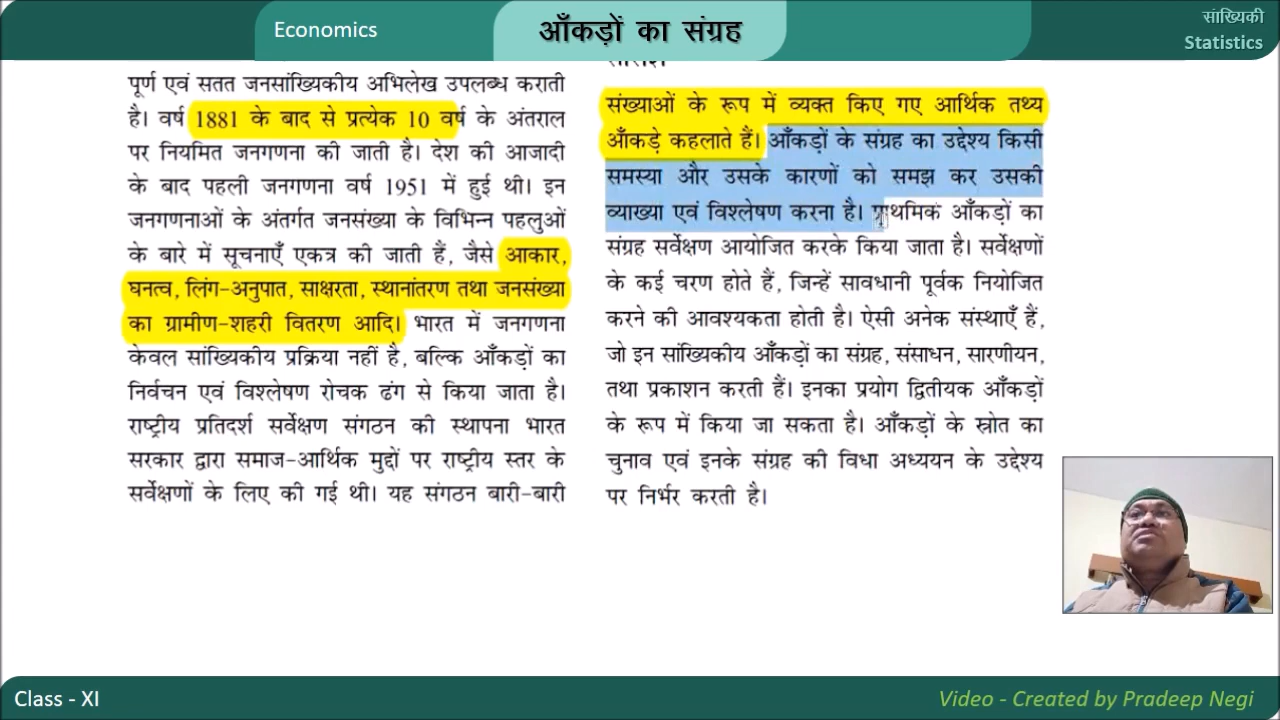 Economics
आँकड़ों का संग्रह
सांख्यिकी
Statistics
पूर्ण एवं सतत जनसांख्यिकीय अभिलेख उपलब्ध कराती
है। वर्ष 1881 के बाद से प्रत्येक 10 वर्ष के अंतराल
पर नियमित जनगणना की जाती है। देश की आजादी
के बाद पहली जनगणना वर्ष 1951 में हुई थी। इन
जनगणनाओं के अंतर्गत जनसंख्या के विभिन्न पहलुओं
के बारे में सूचनाएँ एकत्र की जाती हैं, जैसे आकार,
घनत्व, लिंग-अनुपात, साक्षरता, स्थानांतरण तथा जनसंख्या
का ग्रामीण-शहरी वितरण आदि। भारत में जनगणना
केवल सांख्यिकीय प्रक्रिया नहीं है, बल्कि आँकड़ों का
निर्वचन एवं विश्लेषण रोचक ढंग से किया जाता है।
राष्ट्रीय प्रतिदर्श सर्वेक्षण संगठन की स्थापना भारत
सरकार द्वारा समाज-आर्थिक मुद्दों पर राष्ट्रीय स्तर के
सर्वेक्षणों के लिए की गई थी। यह संगठन बारी-बारी
संख्याओं के रूप में व्यक्त किए गए आर्थिक तथ्य
आँकड़े कहलाते हैं। आँकड़ों के संग्रह का उद्देश्य किसी
समस्या और उसके कारणों को समझ कर उसकी
व्याख्या एवं विश्लेषण करना है। प्राथमिक आँकड़ों का
संग्रह सर्वेक्षण आयोजित करके किया जाता है। सर्वेक्षणों
के कई चरण होते हैं, जिन्हें सावधानी पूर्वक नियोजित
करने की आवश्यकता होती है। ऐसी अनेक संस्थाएँ हैं,
जो इन सांख्यिकीय आँकड़ों का संग्रह, संसाधन, सारणीयन,
तथा प्रकाशन करती हैं। इनका प्रयोग द्वितीयक आँकड़ों
के रूप में किया जा सकता है। आँकड़ों के स्रोत का
चुनाव एवं इनके संग्रह की विधा अध्ययन के उद्देश्य
पर निर्भर करती है।
Class - XI
Video - Created by Pradeep Negi